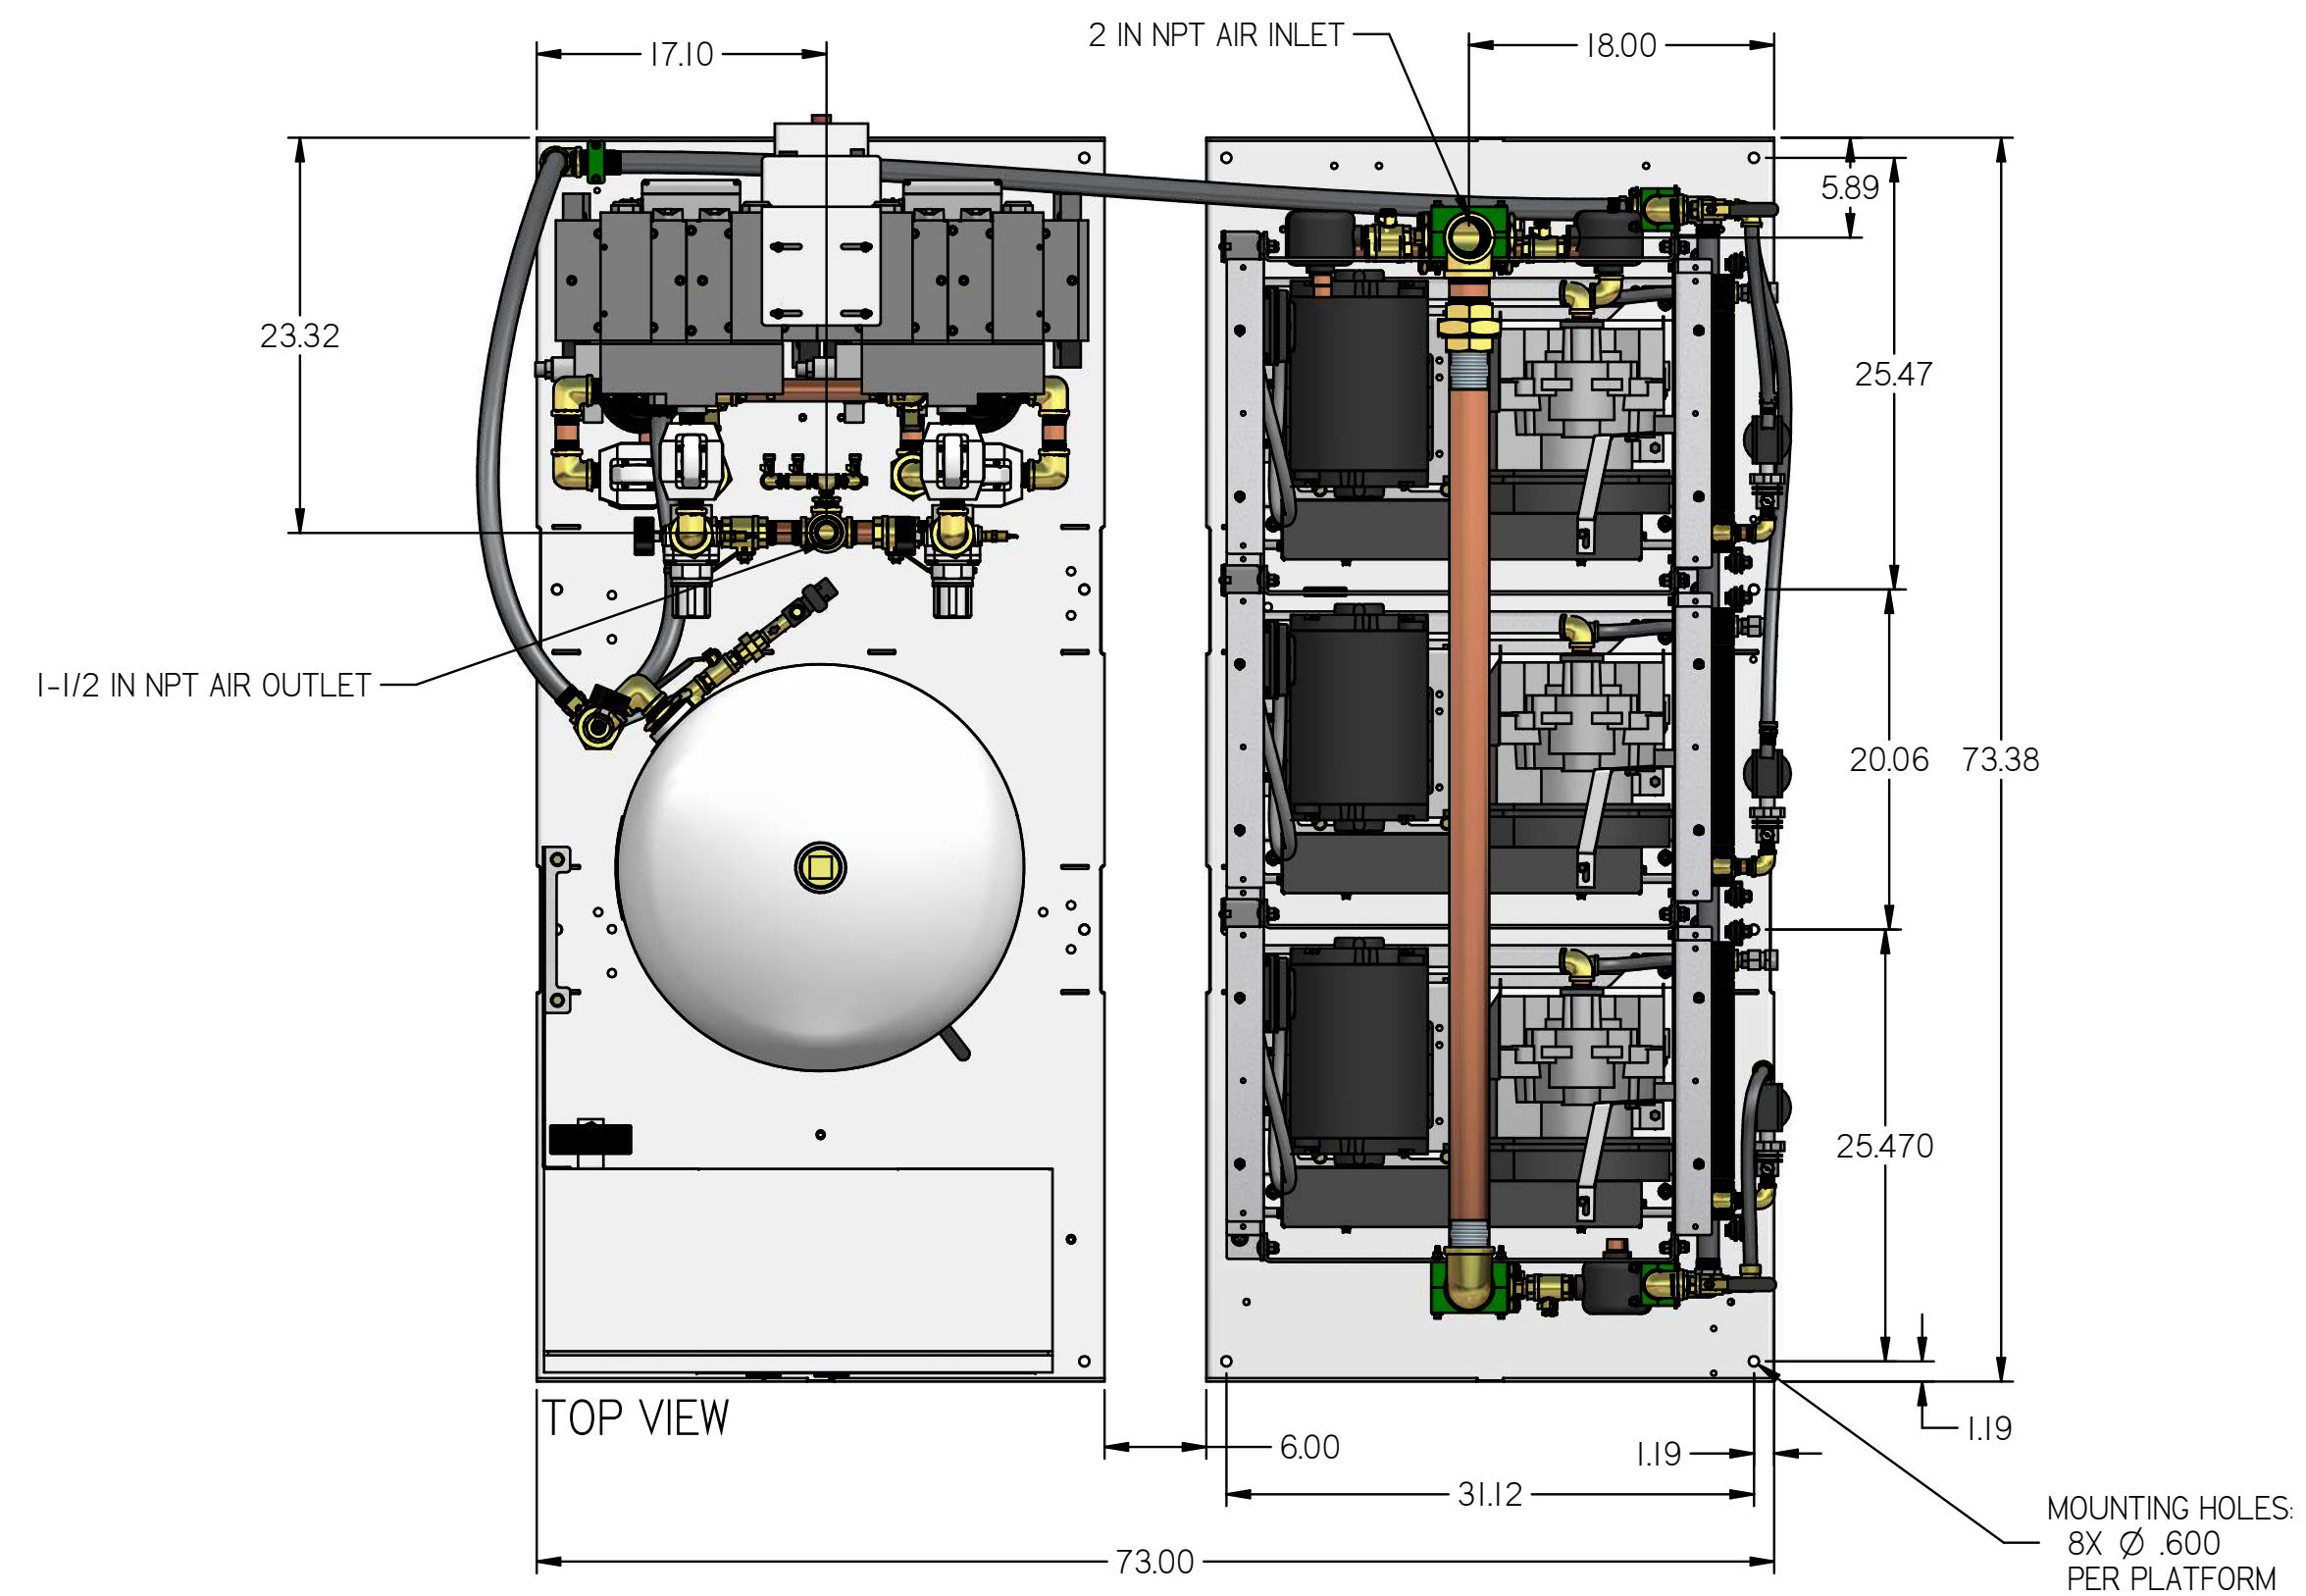 2 IN NPT AIR INLET
17.10
18.00
5.89
23.32
25.47
1-1/2 IN NPT AIR OUTLET
20.06
73.38
25.470
TOP VIEW
1.19
6.00
1.19
31.12
MOUNTING HOLES:
8X Ø .600
PER PLATFORM
73.00